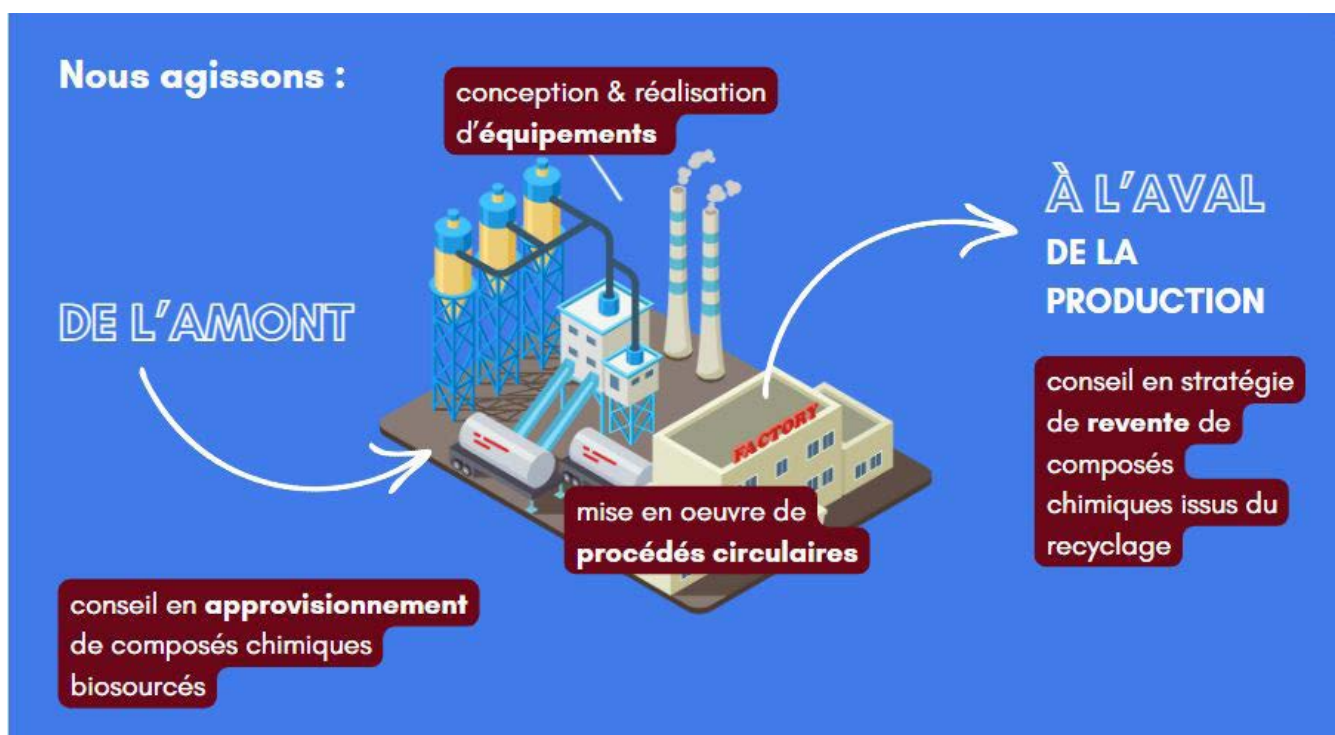 Nous agissons :
conception & réalisation
d'équipements
DE L'AMONT
À L'AVAL
DE LA
PRODUCTION
FACTORY
mise en oeuvre de
procédés circulaires
conseil en stratégie
de revente de
composés
chimiques issus du
recyclage
conseil en approvisionnement
de composés chimiques
biosourcés